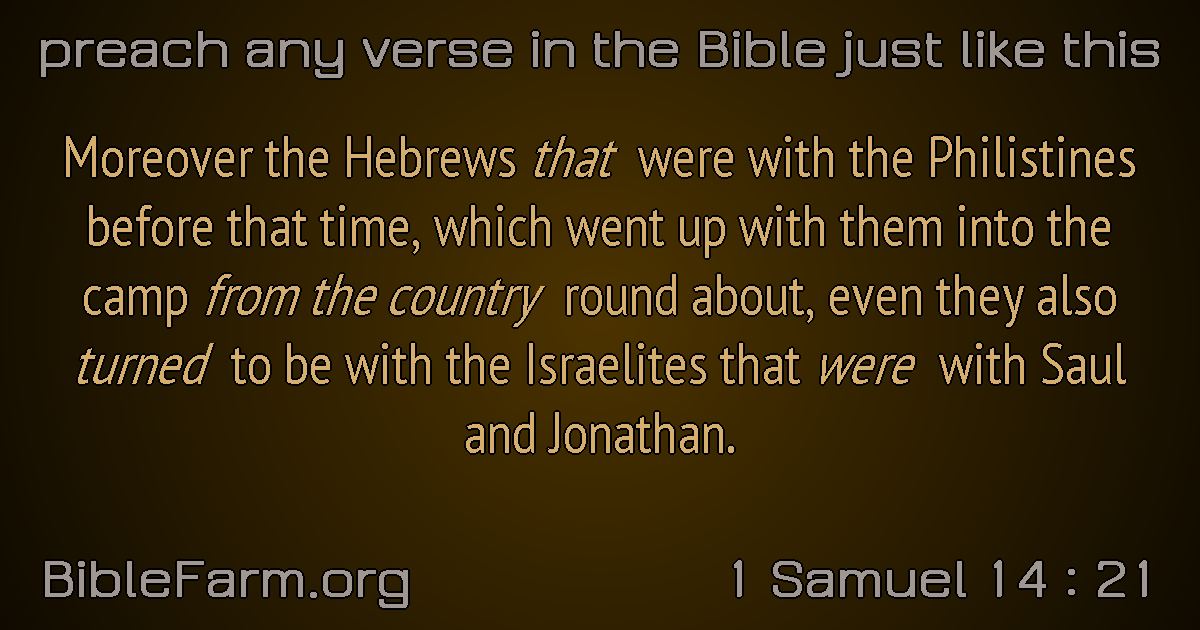 preach any verse in the Bible just like this
Moreover the Hebrews that were with the Philistines
before that time, which went up with them into the
camp from the country round about, even they also
turned to be with the Israelites that were with Saul
and Jonathan.
BibleFarm.org
1 Samuel 14 : 21